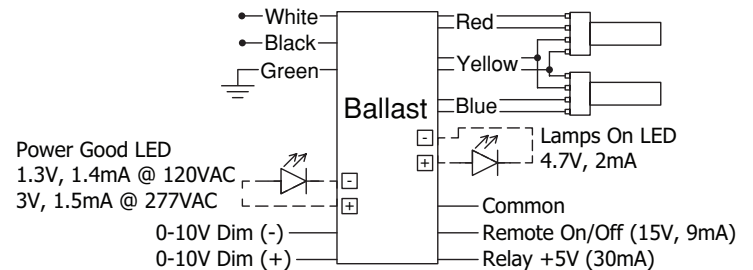 White
Black
Green
Red
Yellow
Blue
Ballast
-
+
Lamps On LED
4.7V, 2mA
Power Good LED
1.3V, 1.4mA @ 120VAC
3V, 1.5mA @ 277VAC
-
+
0-10V Dim (-)
0-10V Dim (+)
Common
Remote On/Off (15V, 9mA)
Relay +5V (30mA)